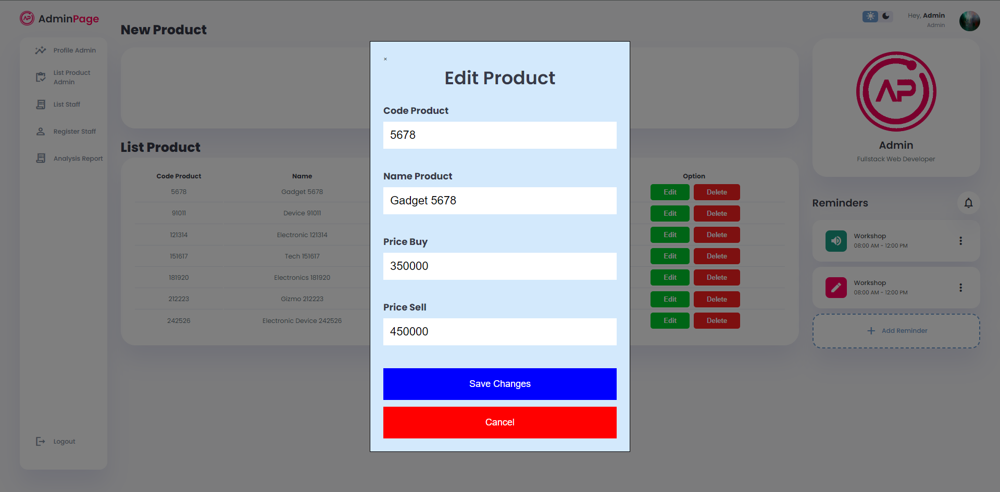 AdminPage
Profile Admin
List Product
Admin
List Staff
Register Staff
Analysis Report
Logout
New Product
List Product
Code Product Name Option
5678 Gadget 5678 Edit Delete
91011 Device 91011 Edit Delete
121314 Electronic 121314 Edit Delete
151617 Tech 151617 Edit Delete
181920 Electronics 181920 Edit Delete
212223 Gizmo 212223 Edit Delete
242526 Electronic Device 242526 Edit Delete
×
Edit Product
Code Product
5678
Name Product
Gadget 5678
Price Buy
350000
Price Sell
450000
Save Changes
Cancel
Hey, Admin
Admin
AP
Admin
Fullstack Web Developer
Reminders
Workshop
08:00 AM - 12:00 PM
Workshop
08:00 AM - 12:00 PM
Add Reminder